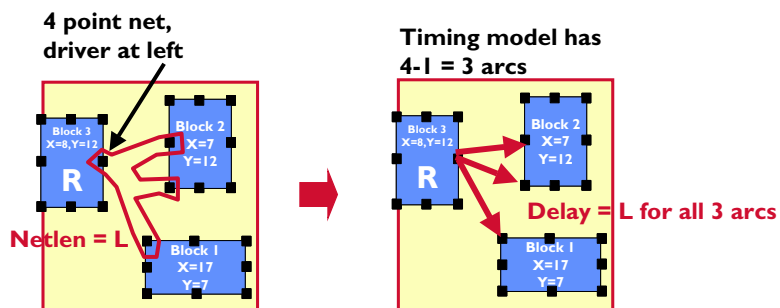 4 point net,
driver at left
Block 3
X=8,Y=12
R
Block 2
X=7
Y=12
Netlen = L
Block 1
X=17
Y=7
Timing model has
4-1 = 3 arcs
Block 3
X=8,Y=12
R
Block 2
X=7
Y=12
Delay = L for all 3 arcs
Block 1
X=17
Y=7